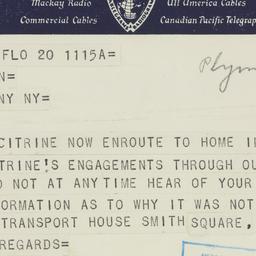 Mackay Radio All America Cables
Commercial Cables Canadian Pacific Telegrap
FLO 20 1115A=
N=
NY NY=
CITRINE NOW ENROUTE TO HOME I
TRINE'S ENGAGEMENTS THROUGH OU
O NOT AT ANYTIME HEAR OF YOUR
FORMATION AS TO WHY IT WAS NOT
TRANSPORT HOUSE SMITH SQUARE,
REGARDS=